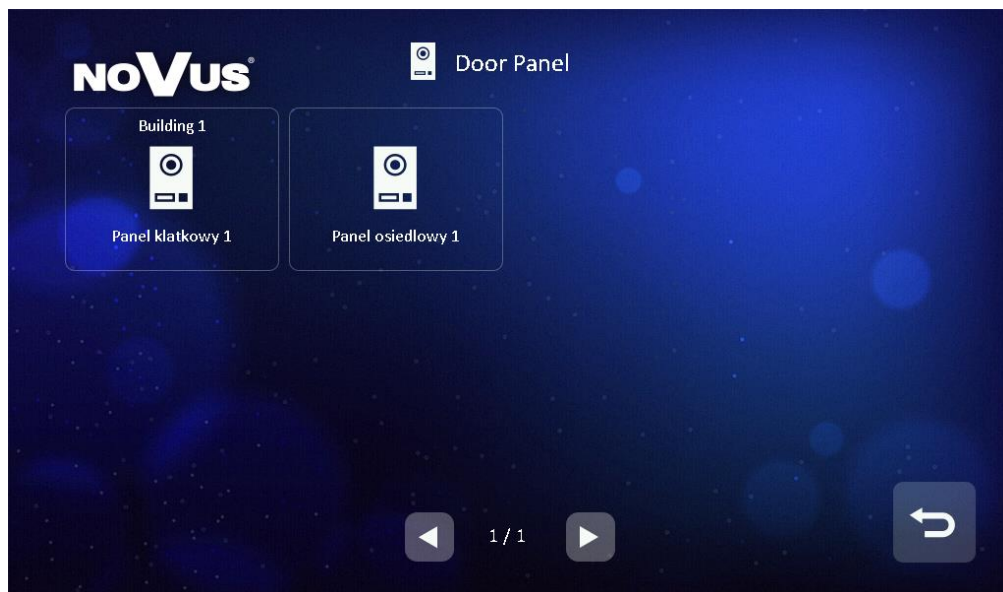 NOVUS®
Door Panel
Building 1
Panel klatkowy 1
Panel osiedlowy 1
1 / 1